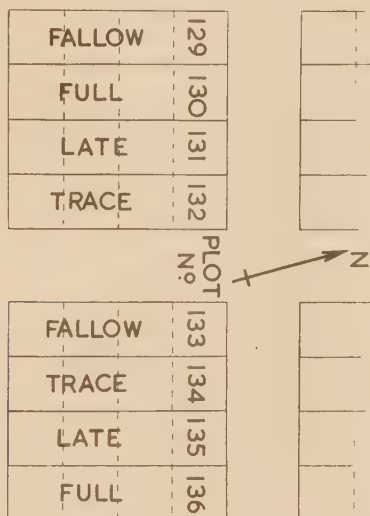 FALLOW 129
FULL 130
LATE 131
TRACE 132
PLOT
Nº
N
FALLOW 133
TRACE 134
LATE 135
FULL 136